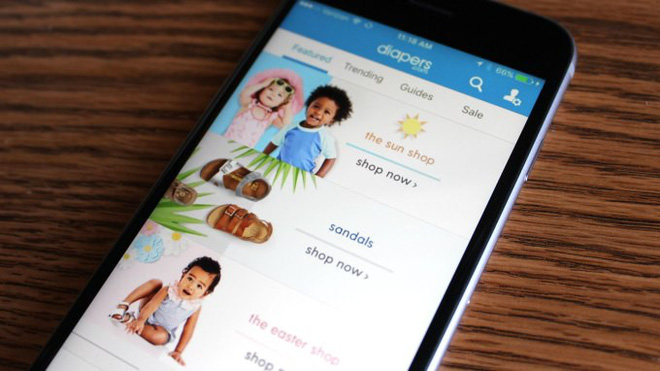 Verizon
11:18 AM
66%
diapers
.com
Featured
Trending
Guides
Sale
the sun shop
shop now ›
sandals
shop now ›
the easter shop
shop